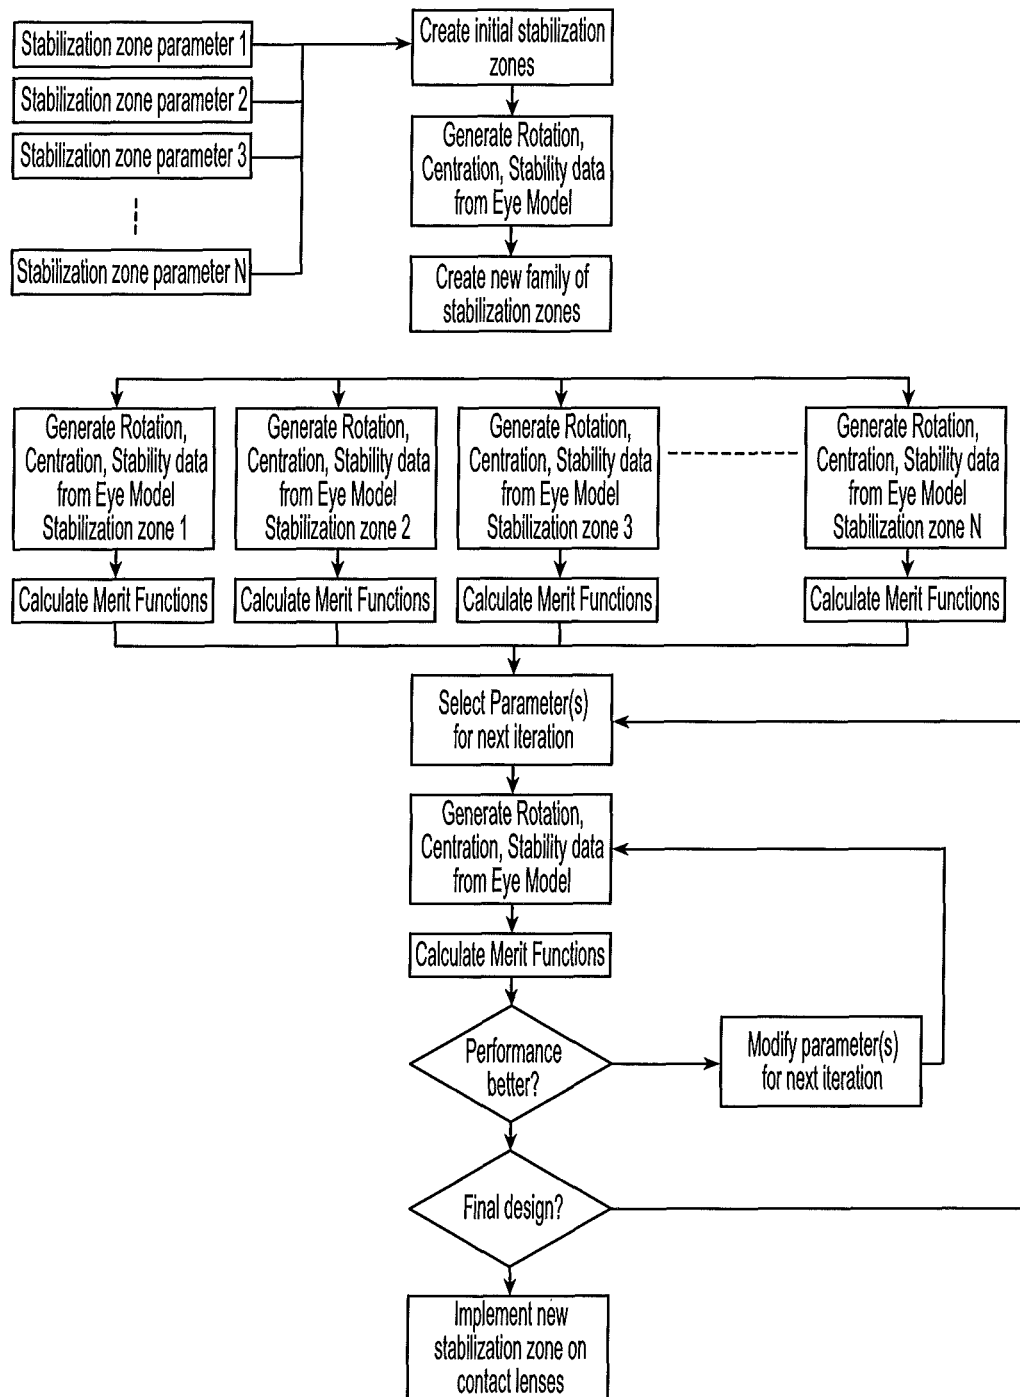 Stabilization zone parameter 1
Stabilization zone parameter 2
Stabilization zone parameter 3
Stabilization zone parameter N
Create initial stabilization
zones
Generate Rotation,
Centration, Stability data
from Eye Model
Create new family of
stabilization zones
Generate Rotation,
Centration, Stability data
from Eye Model
Stabilization zone 1
Generate Rotation,
Centration, Stability data
from Eye Model
Stabilization zone 2
Generate Rotation,
Centration, Stability data
from Eye Model
Stabilization zone 3
Generate Rotation,
Centration, Stability data
from Eye Model
Stabilization zone N
Calculate Merit Functions
Calculate Merit Functions
Calculate Merit Functions
Calculate Merit Functions
Select Parameter(s)
for next iteration
Generate Rotation,
Centration, Stability data
from Eye Model
Calculate Merit Functions
Performance
better?
Modify parameter(s)
for next iteration
Final design?
Implement new
stabilization zone on
contact lenses